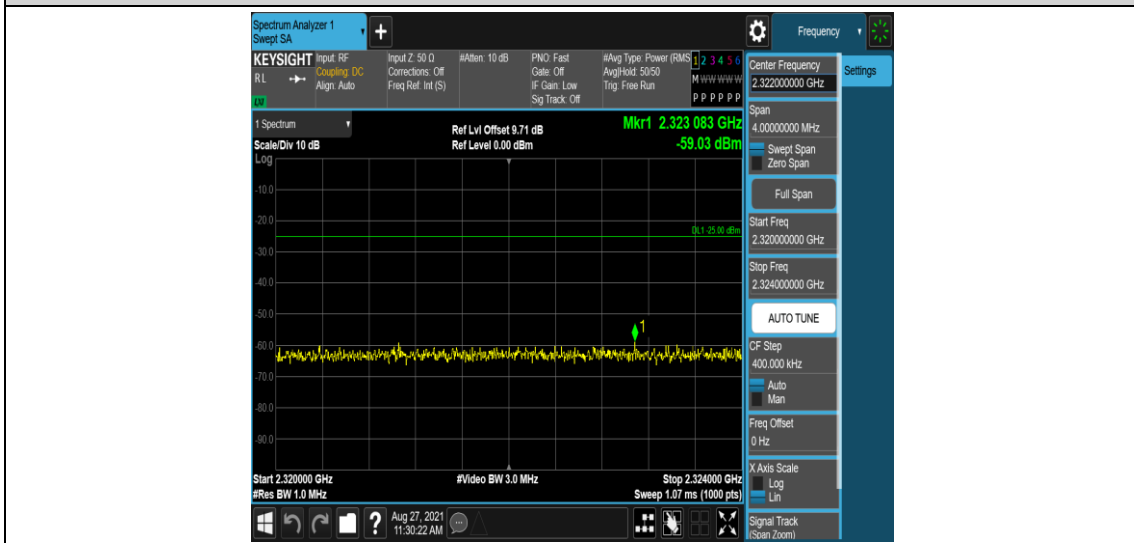 Spectrum Analyzer 1
Swept SA
+
Frequency
KEYSIGHT
RL
LXI
Input: RF
Coupling: DC
Align: Auto
Input Z: 50 Ω
Corrections: Off
Freq Ref: Int (S)
#Atten: 10 dB
PNO: Fast
Gate: Off
IF Gain: Low
Sig Track: Off
#Avg Type: Power (RMS
Avg|Hold: 50/50
Trig: Free Run
1 2 3 4 5 6
M W W W W W
P P P P P P
Center Frequency
2.322000000 GHz
Settings
1 Spectrum
Scale/Div 10 dB
Ref Lvl Offset 9.71 dB
Ref Level 0.00 dBm
Mkr1 2.323 083 GHz
-59.03 dBm
Log
-10.0
-20.0
DL1 -25.00 dBm
-30.0
-40.0
-50.0
1
-60.0
-70.0
-80.0
-90.0
Start 2.320000 GHz
#Res BW 1.0 MHz
#Video BW 3.0 MHz
Stop 2.324000 GHz
Sweep 1.07 ms (1000 pts)
Span
4.00000000 MHz
Swept Span
Zero Span
Full Span
Start Freq
2.320000000 GHz
Stop Freq
2.324000000 GHz
AUTO TUNE
CF Step
400.000 kHz
Auto
Man
Freq Offset
0 Hz
X Axis Scale
Log
Lin
Signal Track
(Span Zoom)
?
Aug 27, 2021
11:30:22 AM